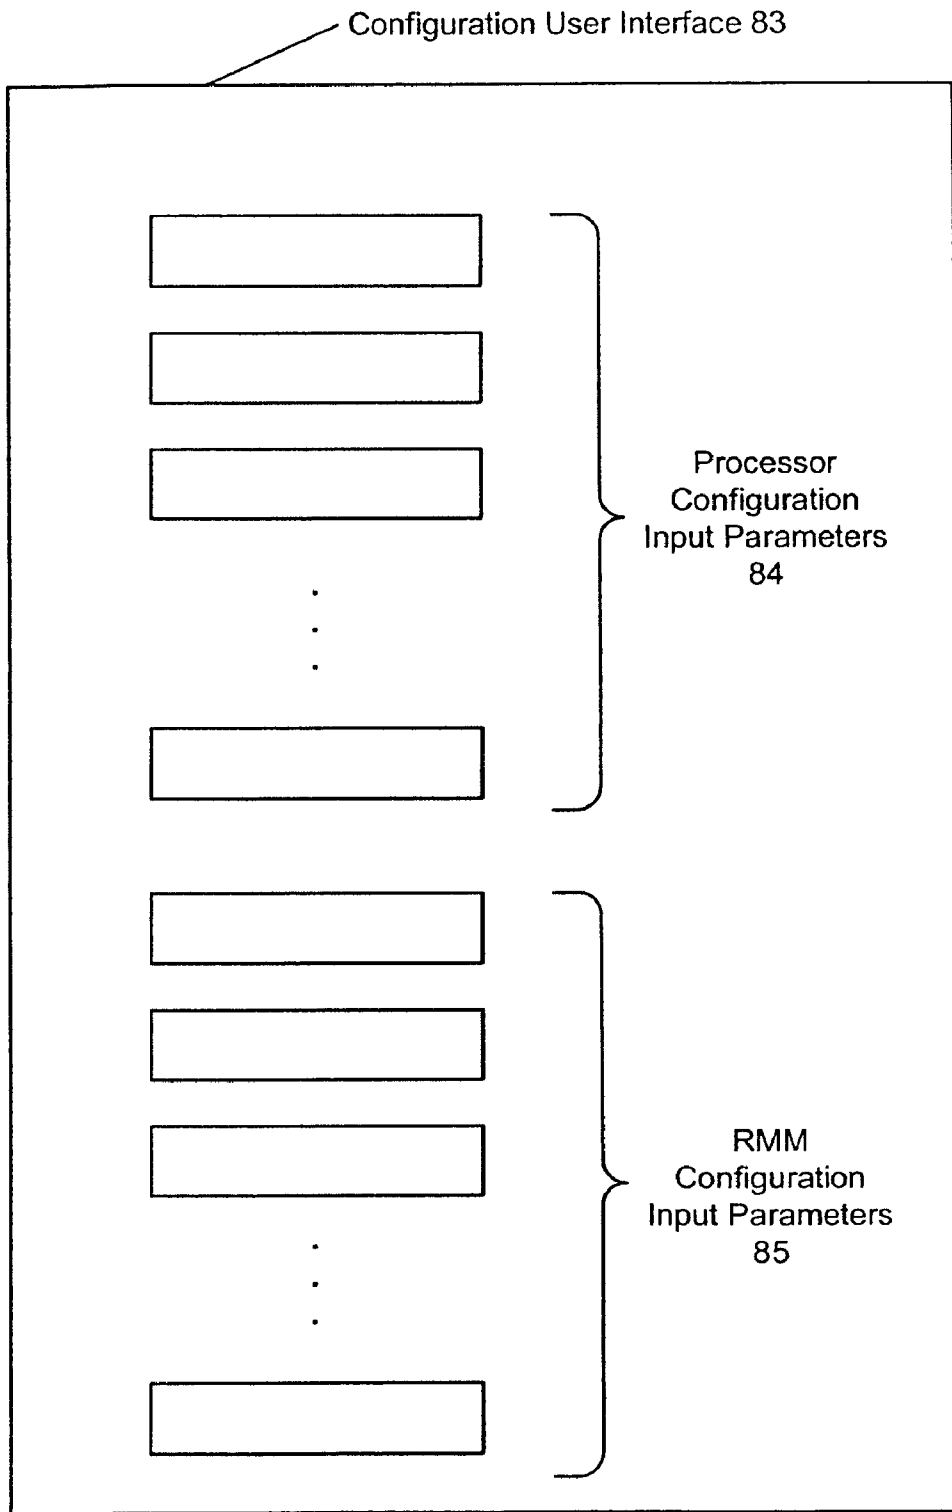 Configuration User Interface 83
Processor
Configuration
Input Parameters
84
RMM
Configuration
Input Parameters
85